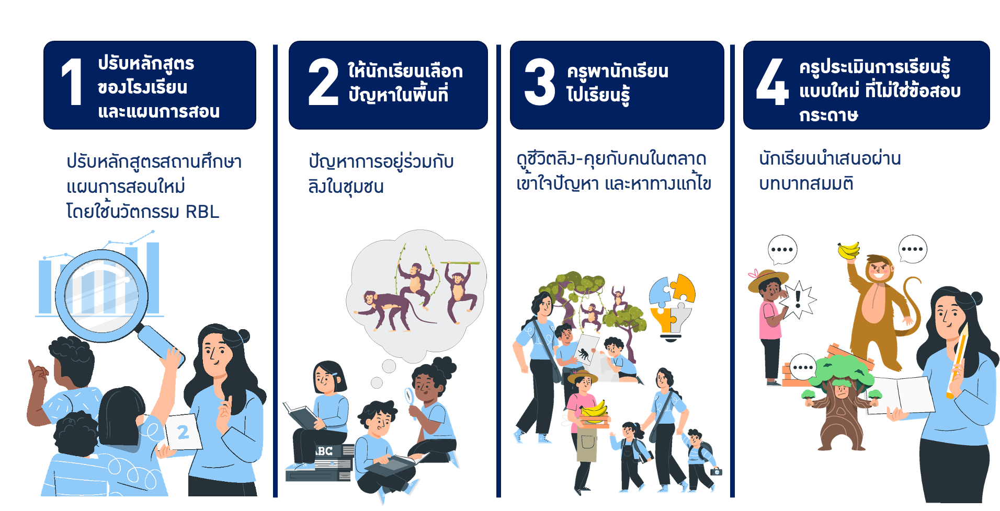 1
ปรับหลักสูตร
ของโรงเรียน
และแผนการสอน
ปรับหลักสูตรสถานศึกษา
แผนการสอนใหม่
โดยใช้นวัตกรรม RBL
2
2
ให้นักเรียนเลือก
ปัญหาในพื้นที่
ปัญหาการอยู่ร่วมกับ
ลิงในชุมชน
ABC
3
ครูพานักเรียน
ไปเรียนรู้
ดูชีวิตลิง-คุยกับคนในตลาด
เข้าใจปัญหา และหาทางแก้ไข
4
ครูประเมินการเรียนรู้
แบบใหม่ ที่ไม่ใช่ข้อสอบ
กระดาษ
นักเรียนนำเสนอผ่าน
บทบาทสมมติ
....
....
!
....